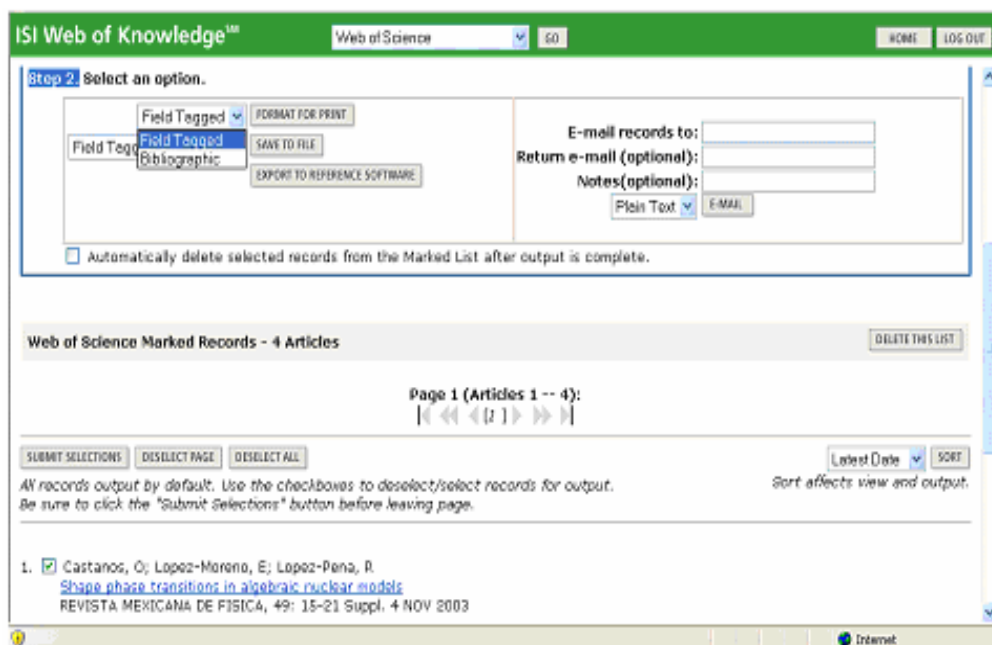 ISI Web of Knowledge℠ Web of Science GO HOME LOG OUT
Step 2. Select an option.
Field Tagged FORMAT FOR PRINT
Field Tagged
Bibliographic
Field Tagg SAVE TO FILE
EXPORT TO REFERENCE SOFTWARE
E-mail records to:
Return e-mail (optional):
Notes(optional):
Plain Text E-MAIL
Automatically delete selected records from the Marked List after output is complete.
Web of Science Marked Records - 4 Articles DELETE THIS LIST
Page 1 (Articles 1 -- 4):
[1]
SUBMIT SELECTIONS DESELECT PAGE DESELECT ALL Latest Date SORT
All records output by default. Use the checkboxes to deselect/select records for output. Sort affects view and output.
Be sure to click the "Submit Selections" button before leaving page.
1. Castanos, O; Lopez-Moreno, E; Lopez-Pena, R
Shape phase transitions in algebraic nuclear models
REVISTA MEXICANA DE FISICA, 49: 15-21 Suppl. 4 NOV 2003
Internet